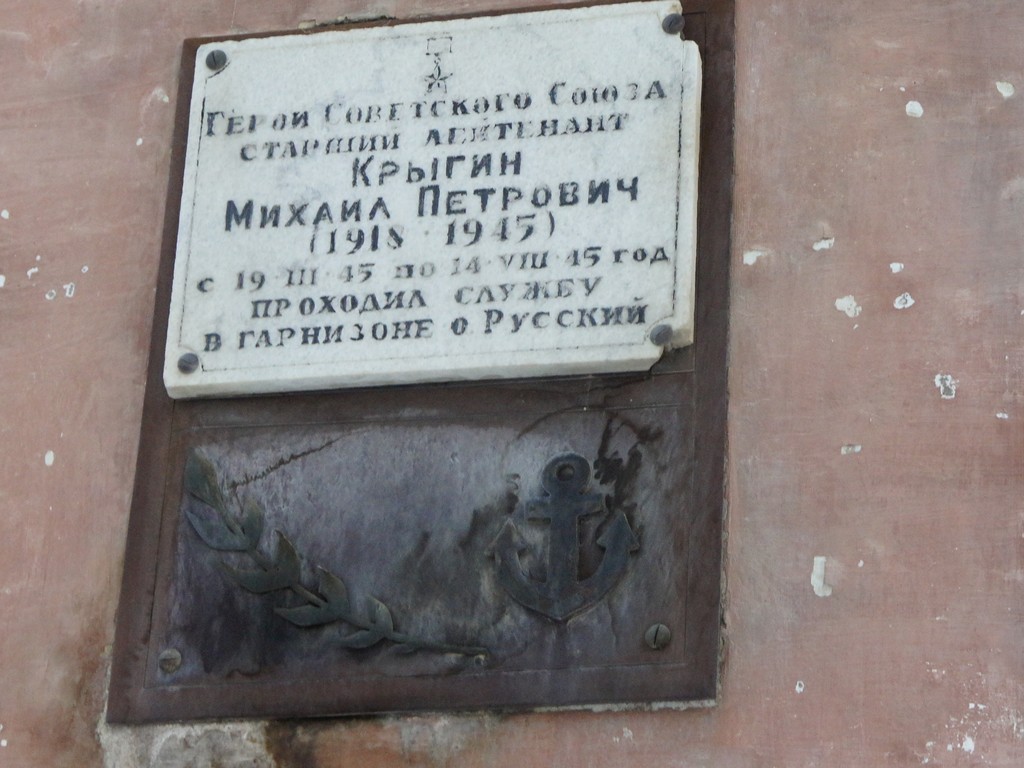 Герой Советского Союза
старший лейтенант
Крыгин
Михаил Петрович
(1918 - 1945)
с 19·III·45 по 14·VIII·45 год
проходил службу
в гарнизоне о. Русский